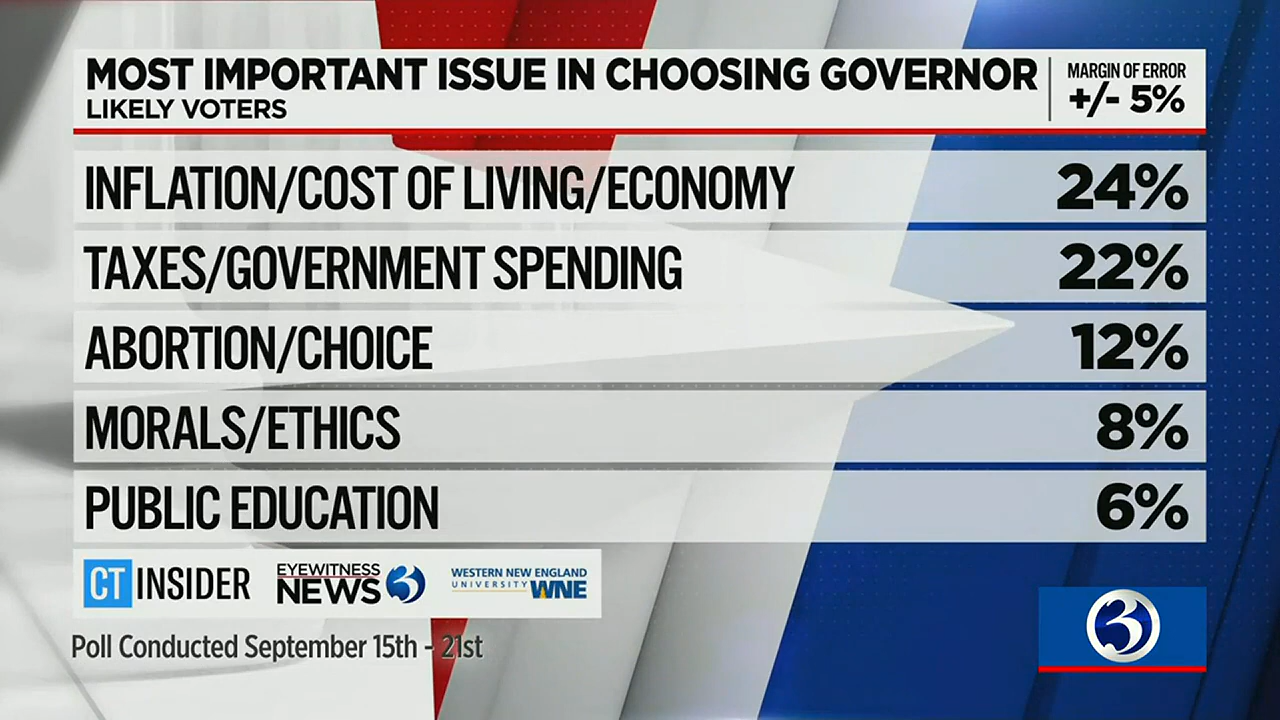 MOST IMPORTANT ISSUE IN CHOOSING GOVERNOR
LIKELY VOTERS
MARGIN OF ERROR
+/- 5%
INFLATION/COST OF LIVING/ECONOMY 24%
TAXES/GOVERNMENT SPENDING 22%
ABORTION/CHOICE 12%
MORALS/ETHICS 8%
PUBLIC EDUCATION 6%
CT INSIDER
EYEWITNESS
NEWS 3
WESTERN NEW ENGLAND
UNIVERSITY WNE
Poll Conducted September 15th - 21st
3